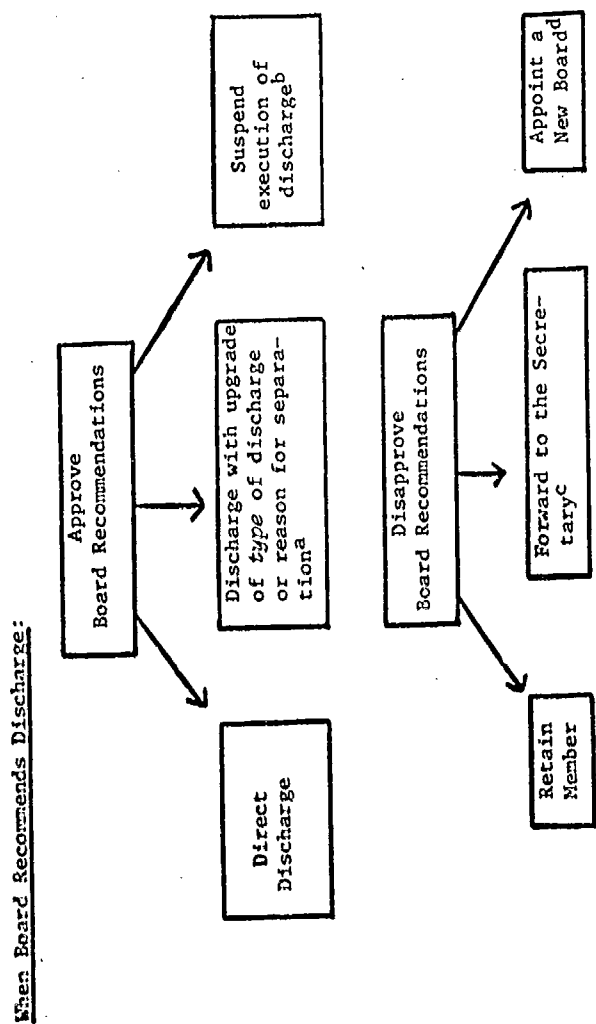 When Board Recommends Discharge:
Approve
Board Recommendations
Direct
Discharge
Discharge with upgrade
of type of discharge
or reason for separa-
tionᵃ
Suspend
execution of
dischargeᵇ
Disapprove
Board Recommendations
Retain
Member
Forward to the Secre-
taryᶜ
Appoint a
New Boardᵈ